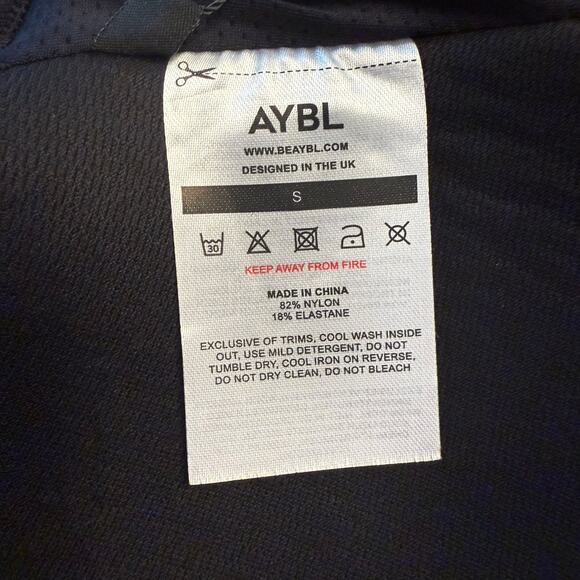 AYBL
WWW.BEAYBL.COM
DESIGNED IN THE UK
S
30
KEEP AWAY FROM FIRE
MADE IN CHINA
82% NYLON
18% ELASTANE
EXCLUSIVE OF TRIMS, COOL WASH INSIDE
OUT, USE MILD DETERGENT, DO NOT
TUMBLE DRY, COOL IRON ON REVERSE,
DO NOT DRY CLEAN, DO NOT BLEACH